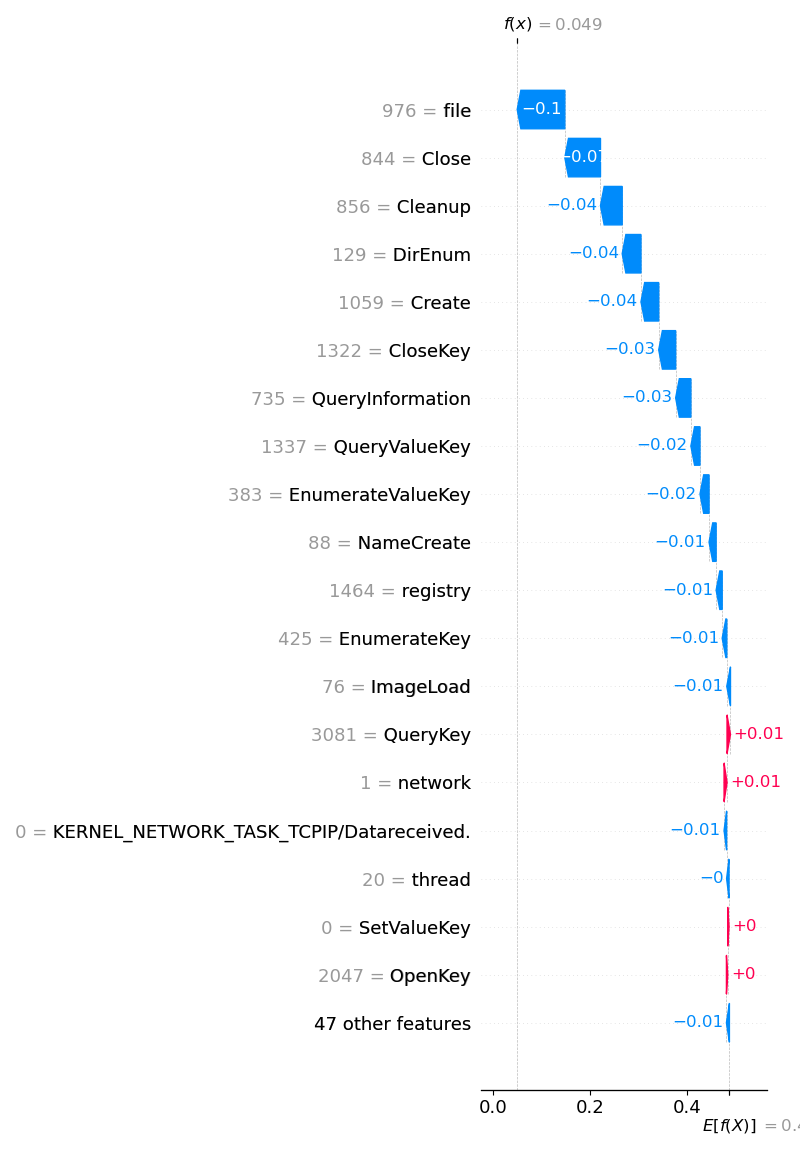 f(x) = 0.049
976 = file −0.1
844 = Close −0.07
856 = Cleanup −0.04
129 = DirEnum −0.04
1059 = Create −0.04
1322 = CloseKey −0.03
735 = QueryInformation −0.03
1337 = QueryValueKey −0.02
383 = EnumerateValueKey −0.02
88 = NameCreate −0.01
1464 = registry −0.01
425 = EnumerateKey −0.01
76 = ImageLoad −0.01
3081 = QueryKey +0.01
1 = network +0.01
0 = KERNEL_NETWORK_TASK_TCPIP/Datareceived. −0.01
20 = thread −0
0 = SetValueKey +0
2047 = OpenKey +0
47 other features −0.01
0.0 0.2 0.4
E[f(X)] = 0.4